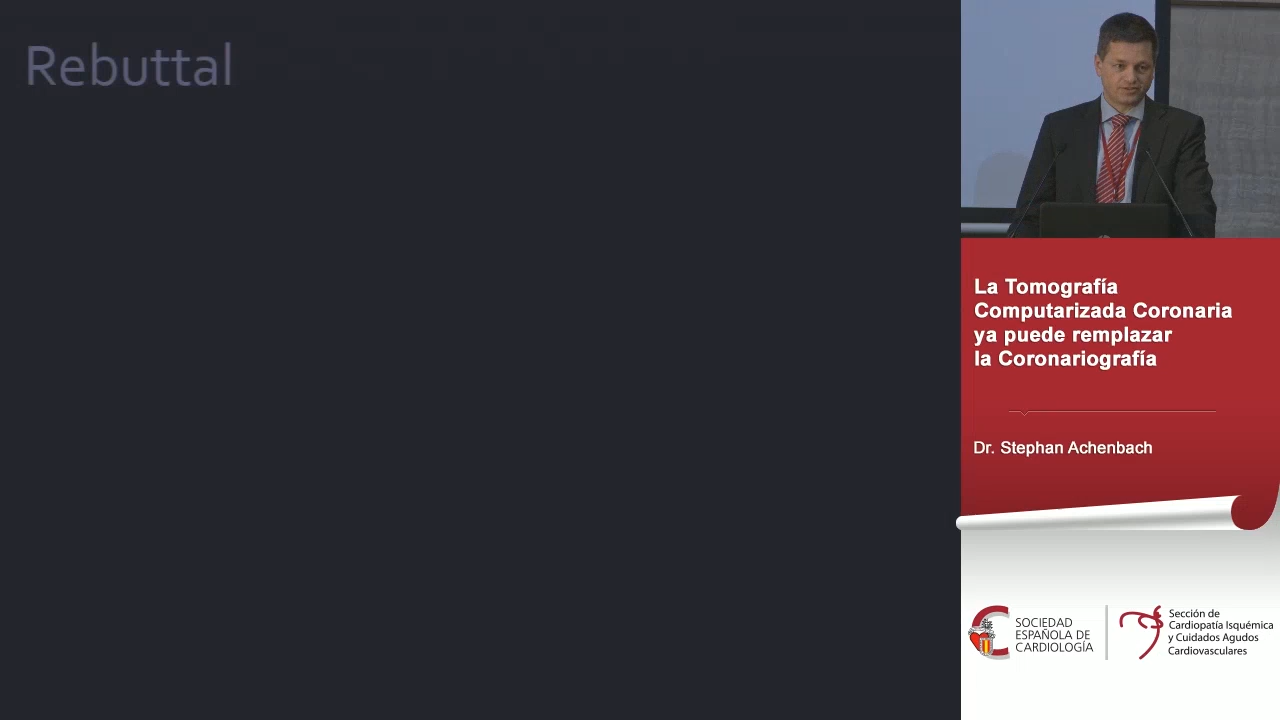 Rebuttal
La Tomografía
Computarizada Coronaria
ya puede remplazar
la Coronariografía
Dr. Stephan Achenbach
SOCIEDAD
ESPAÑOLA DE
CARDIOLOGÍA
Sección de
Cardiopatía Isquémica
y Cuidados Agudos
Cardiovasculares